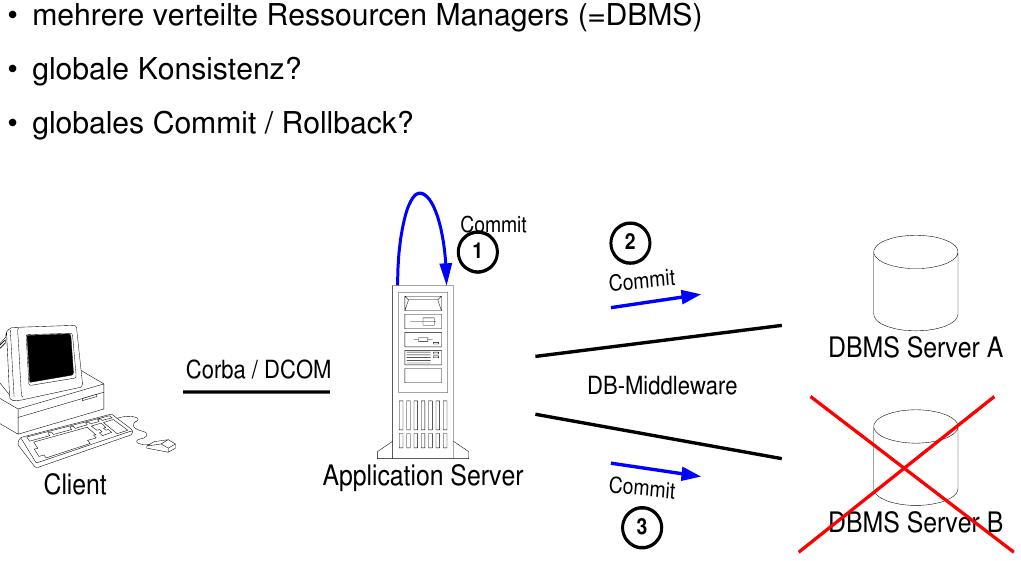 • mehrere verteilte Ressourcen Managers (=DBMS)
• globale Konsistenz?
• globales Commit / Rollback?
Commit
1
2
Commit
DBMS Server A
Corba / DCOM
DB-Middleware
Client
Application Server
Commit
3
DBMS Server B